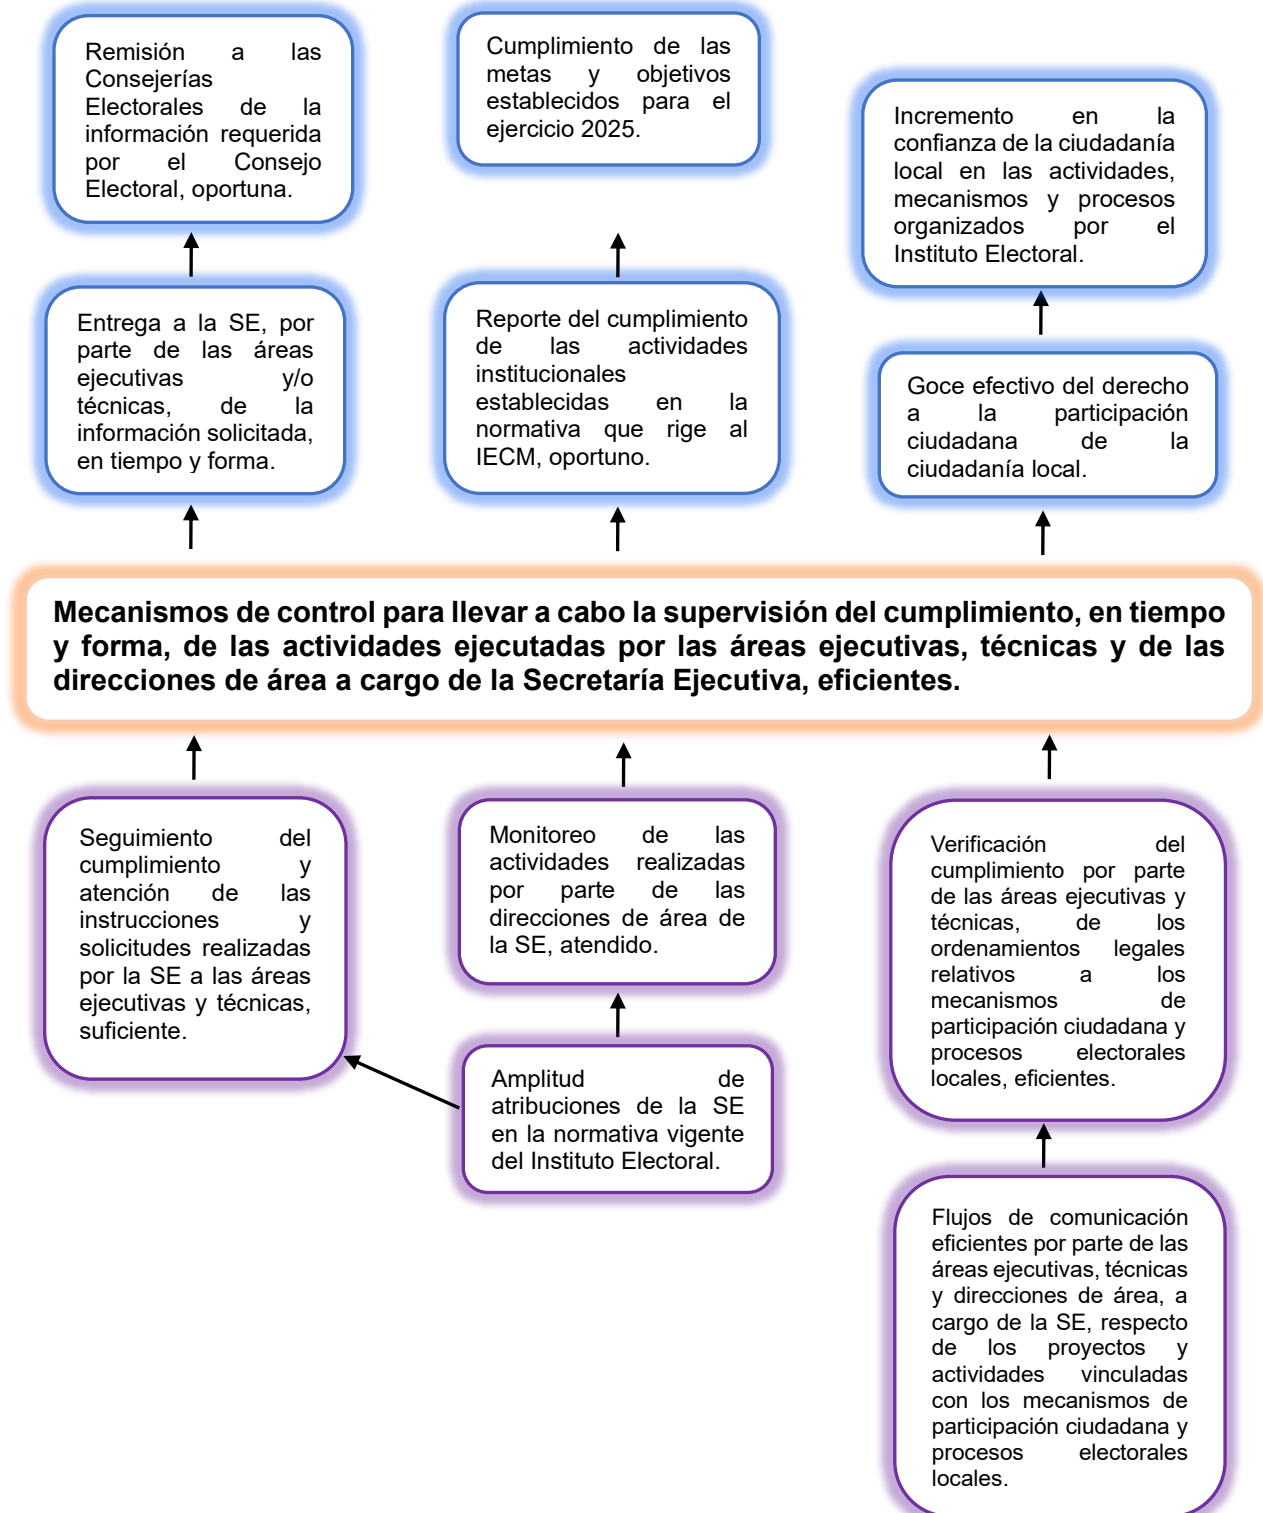 Remisión a las
Consejerías
Electorales de la
información requerida
por el Consejo
Electoral, oportuna.
Cumplimiento de las
metas y objetivos
establecidos para el
ejercicio 2025.
Incremento en la
confianza de la ciudadanía
local en las actividades,
mecanismos y procesos
organizados por el
Instituto Electoral.
Entrega a la SE, por
parte de las áreas
ejecutivas y/o
técnicas, de la
información solicitada,
en tiempo y forma.
Reporte del cumplimiento
de las actividades
institucionales
establecidas en la
normativa que rige al
IECM, oportuno.
Goce efectivo del derecho
a la participación
ciudadana de la
ciudadanía local.
Mecanismos de control para llevar a cabo la supervisión del cumplimiento, en tiempo
y forma, de las actividades ejecutadas por las áreas ejecutivas, técnicas y de las
direcciones de área a cargo de la Secretaría Ejecutiva, eficientes.
Seguimiento del
cumplimiento y
atención de las
instrucciones y
solicitudes realizadas
por la SE a las áreas
ejecutivas y técnicas,
suficiente.
Monitoreo de las
actividades realizadas
por parte de las
direcciones de área de
la SE, atendido.
Verificación del
cumplimiento por parte
de las áreas ejecutivas y
técnicas, de los
ordenamientos legales
relativos a los
mecanismos de
participación ciudadana y
procesos electorales
locales, eficientes.
Amplitud de
atribuciones de la SE
en la normativa vigente
del Instituto Electoral.
Flujos de comunicación
eficientes por parte de las
áreas ejecutivas, técnicas
y direcciones de área, a
cargo de la SE, respecto
de los proyectos y
actividades vinculadas
con los mecanismos de
participación ciudadana y
procesos electorales
locales.